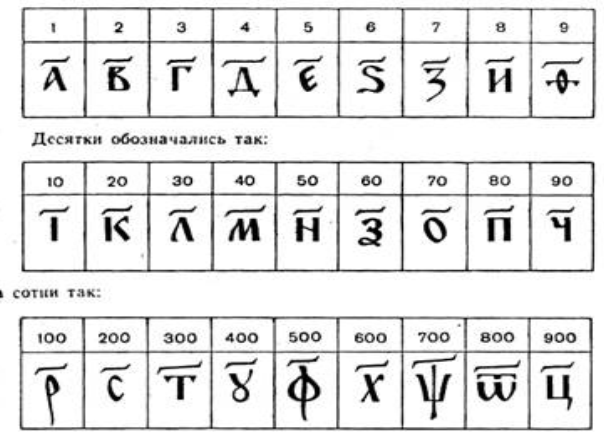 1 2 3 4 5 6 7 8 9
А҃ В҃ Г҃ Д҃ Е҃ Ѕ҃ З҃ И҃ Ѳ҃
Десятки обозначались так:
10 20 30 40 50 60 70 80 90
І҃ К҃ Л҃ М҃ Н҃ Ѯ҃ О҃ П҃ Ч҃
сотни так:
100 200 300 400 500 600 700 800 900
Р҃ С҃ Т҃ Ꙋ҃ Ф҃ Х҃ Ѱ҃ Ѿ҃ Ц҃